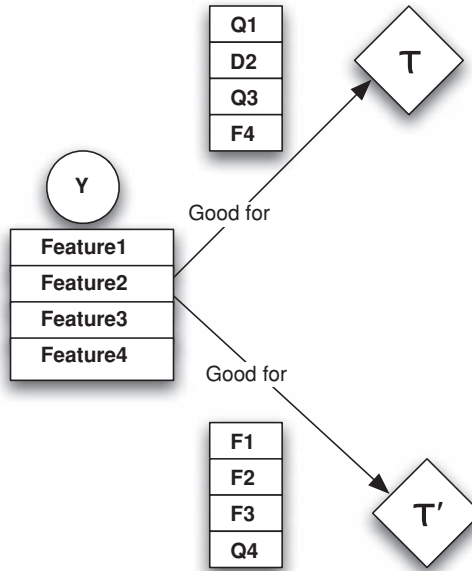 Q1
D2
Q3
F4
τ
Y
Good for
Feature1
Feature2
Feature3
Feature4
Good for
F1
F2
F3
Q4
τ′